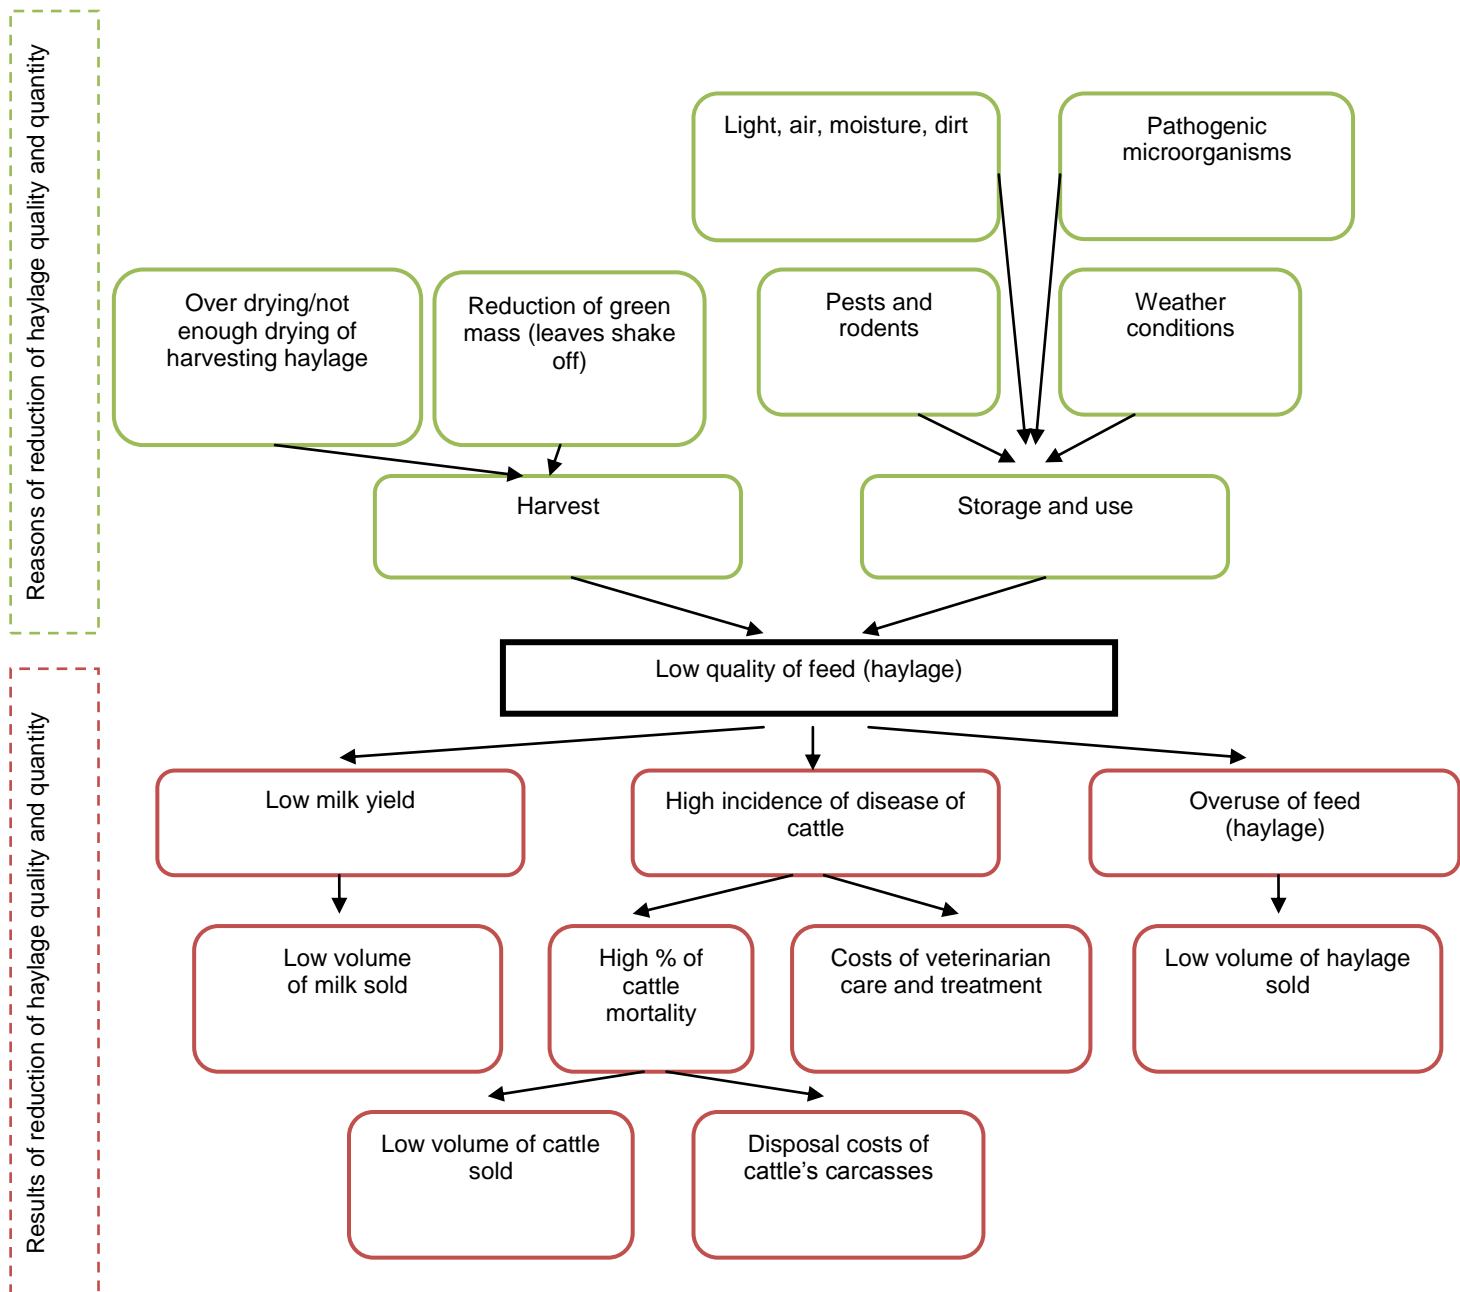 Reasons of reduction of haylage quality and quantity
Light, air, moisture, dirt
Pathogenic
microorganisms
Over drying/not
enough drying of
harvesting haylage
Reduction of green
mass (leaves shake
off)
Pests and
rodents
Weather
conditions
Harvest
Storage and use
Low quality of feed (haylage)
Results of reduction of haylage quality and quantity
Low milk yield
High incidence of disease of
cattle
Overuse of feed
(haylage)
Low volume
of milk sold
High % of
cattle
mortality
Costs of veterinarian
care and treatment
Low volume of haylage
sold
Low volume of cattle
sold
Disposal costs of
cattle’s carcasses